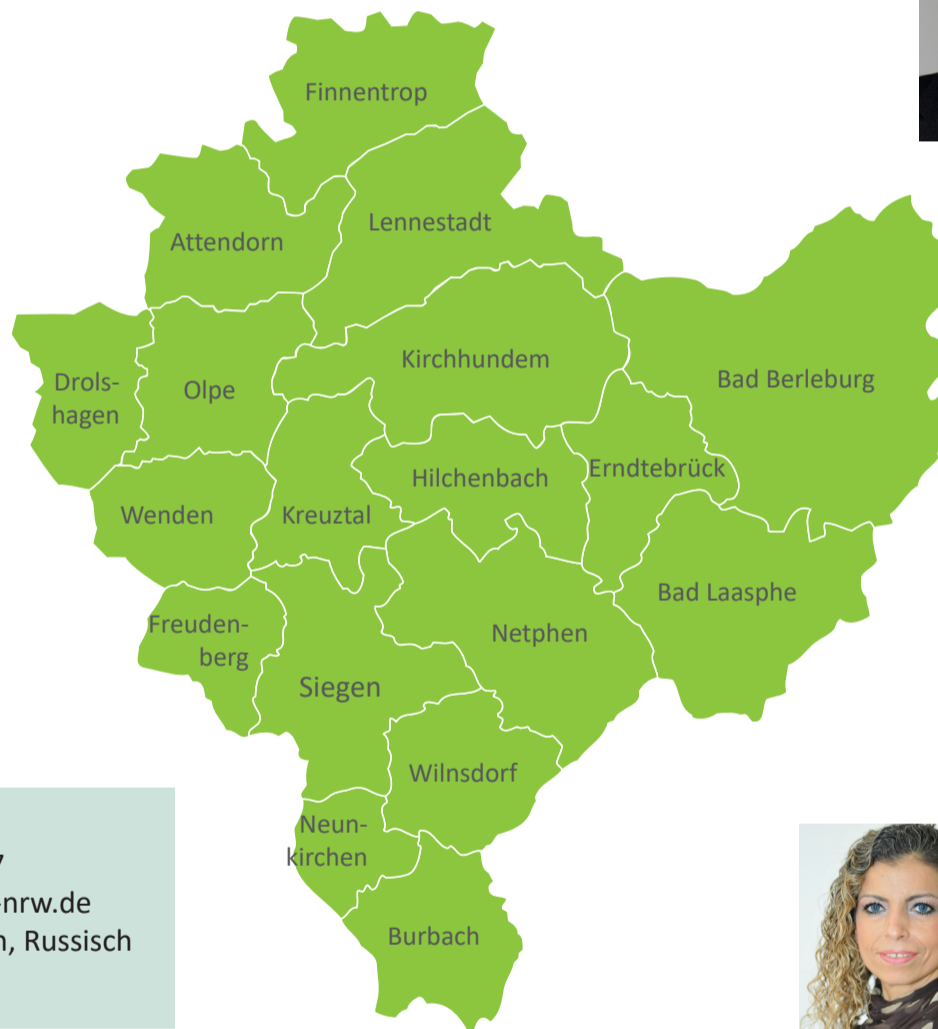 Finnentrop
Lennestadt
Attendorn
Kirchhundem
Bad Berleburg
Drols-
hagen
Olpe
Hilchenbach
Erndtebrück
Wenden
Kreuztal
Bad Laasphe
Freuden-
berg
Netphen
Siegen
Wilnsdorf
Neun-
kirchen
Burbach
-nrw.de
, Russisch